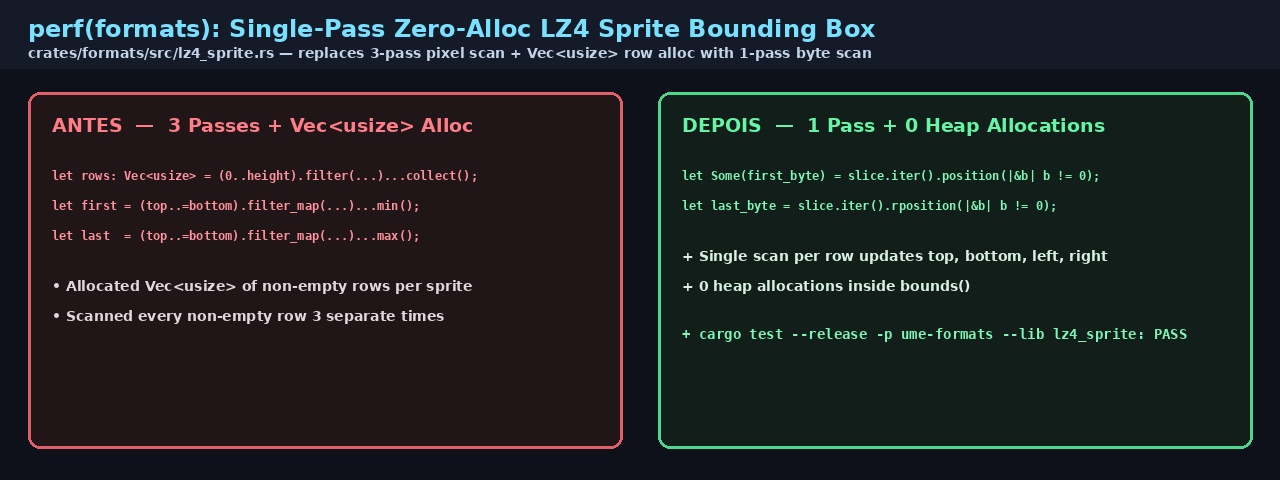 perf(formats): Single-Pass Zero-Alloc LZ4 Sprite Bounding Box
crates/formats/src/lz4_sprite.rs — replaces 3-pass pixel scan + Vec<usize> row alloc with 1-pass byte scan
ANTES — 3 Passes + Vec<usize> Alloc
let rows: Vec<usize> = (0..height).filter(...)...collect();
let first = (top..=bottom).filter_map(...)...min();
let last  = (top..=bottom).filter_map(...)...max();
• Allocated Vec<usize> of non-empty rows per sprite
• Scanned every non-empty row 3 separate times
DEPOIS — 1 Pass + 0 Heap Allocations
let Some(first_byte) = slice.iter().position(|&b| b != 0);
let last_byte = slice.iter().rposition(|&b| b != 0);
+ Single scan per row updates top, bottom, left, right
+ 0 heap allocations inside bounds()
+ cargo test --release -p ume-formats --lib lz4_sprite: PASS